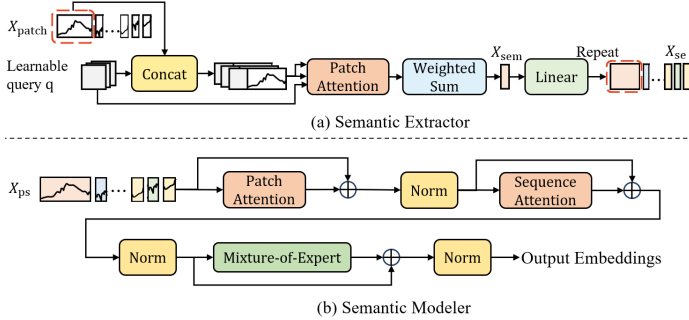 X_patch
Learnable
query q
Concat
Patch
Attention
Weighted
Sum
X_sem
Linear
Repeat
X_se
(a) Semantic Extractor
X_ps
Patch
Attention
Norm
Sequence
Attention
Norm
Mixture-of-Expert
Norm
Output Embeddings
(b) Semantic Modeler